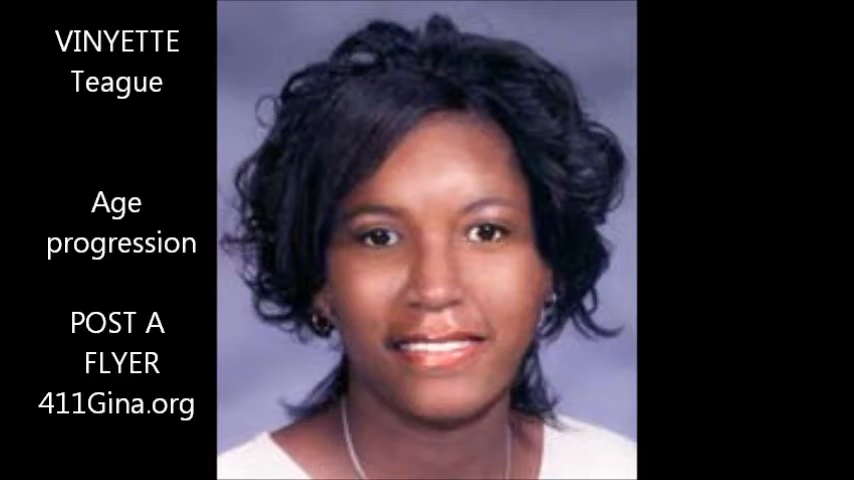 VINYETTE
Teague
Age
progression
POST A
FLYER
411Gina.org